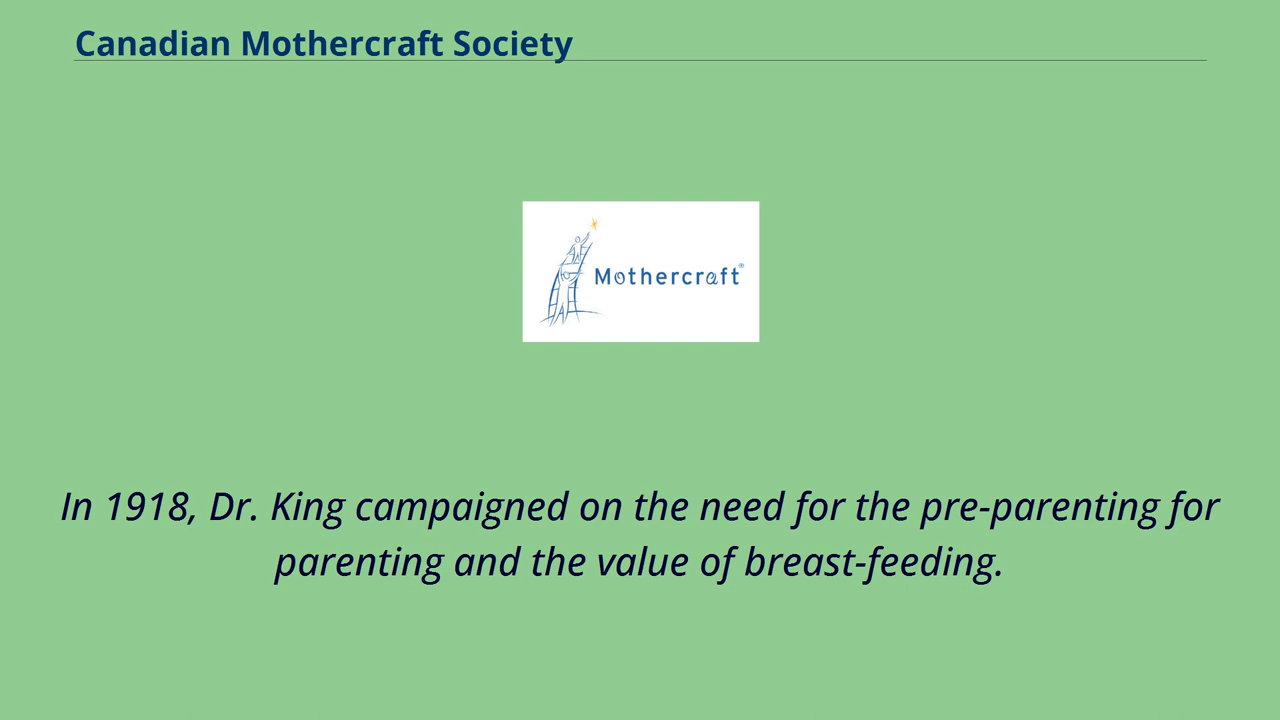 Canadian Mothercraft Society
Mothercraft®
In 1918, Dr. King campaigned on the need for the pre-parenting for
parenting and the value of breast-feeding.